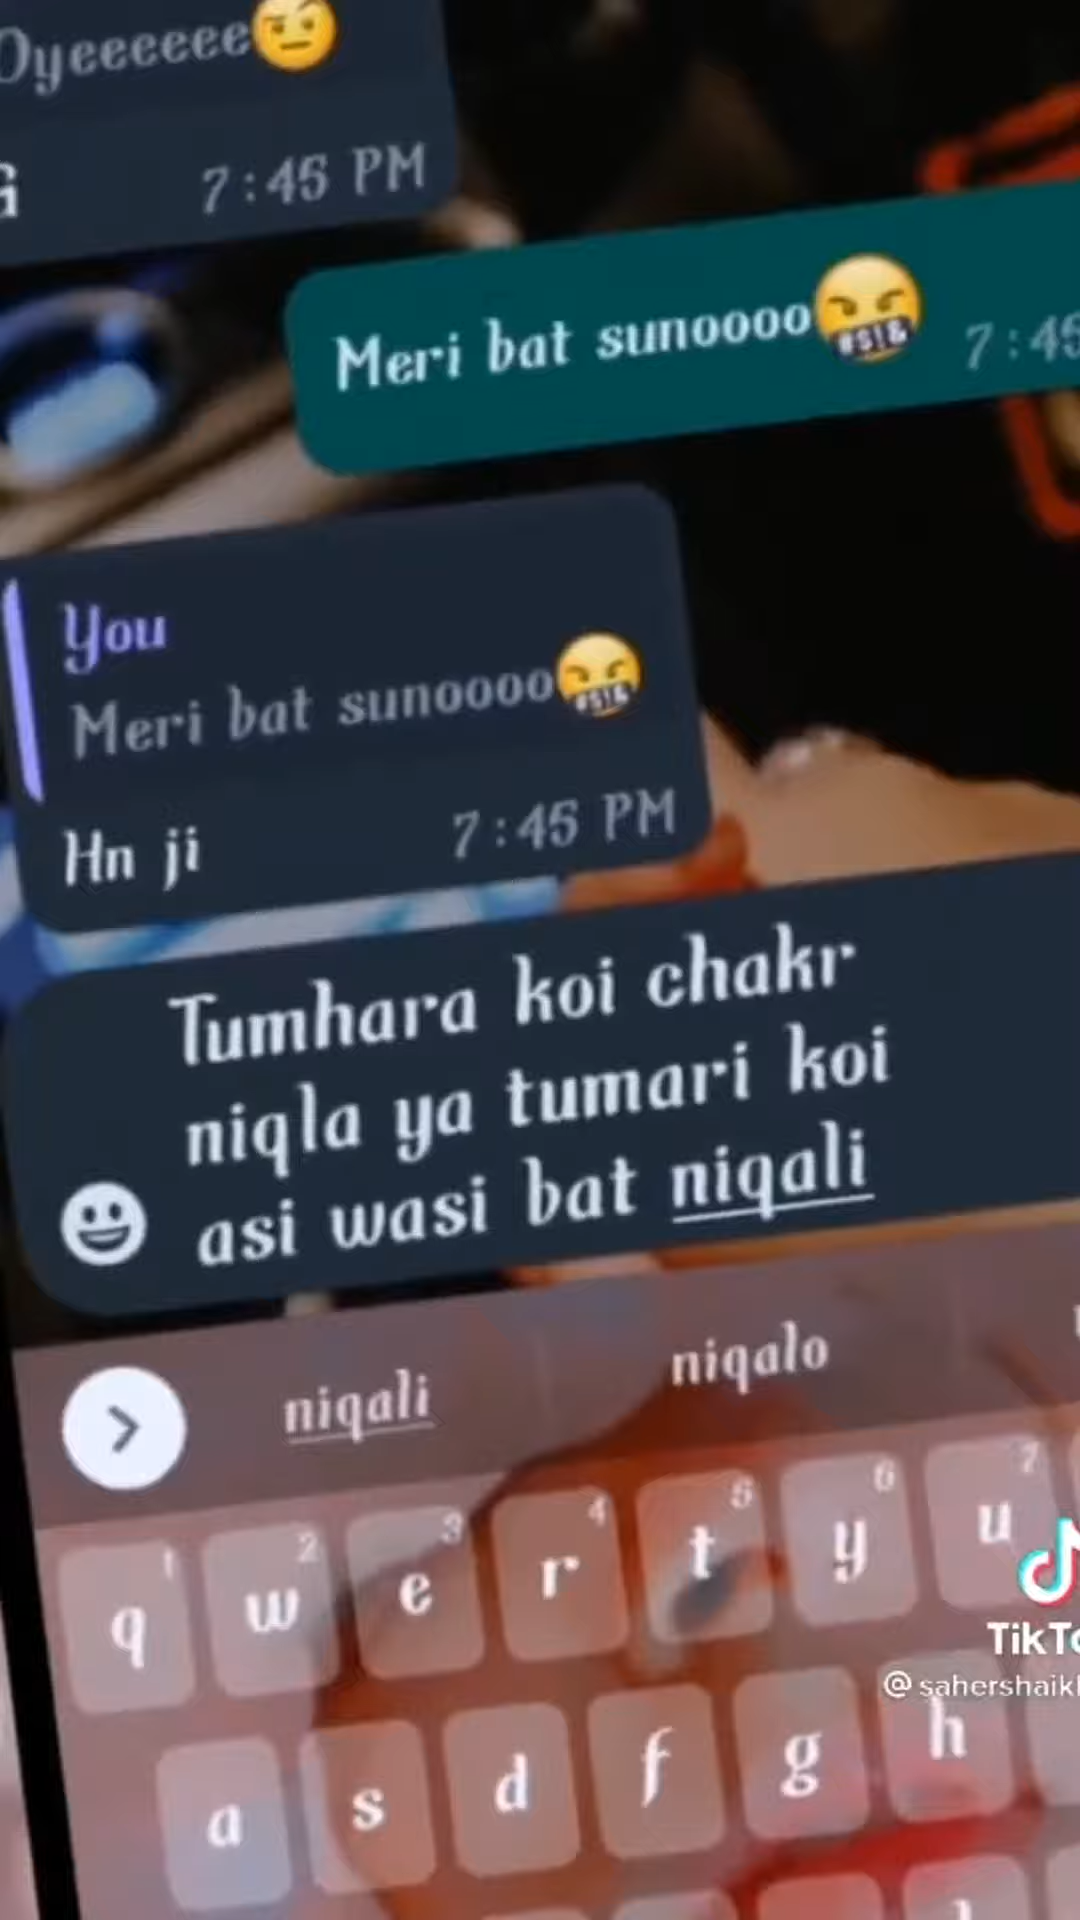 Oyeeeeee🤨
G 7:45 PM
Meri bat sunoooo🤬 7:45
You
Meri bat sunoooo🤬
Hn ji 7:45 PM
Tumhara koi chakr
niqla ya tumari koi
asi wasi bat niqali
niqali niqalo
1 2 3 4 5 6 7
q w e r t y u
TikTo
@sahershaikh
a s d f g h